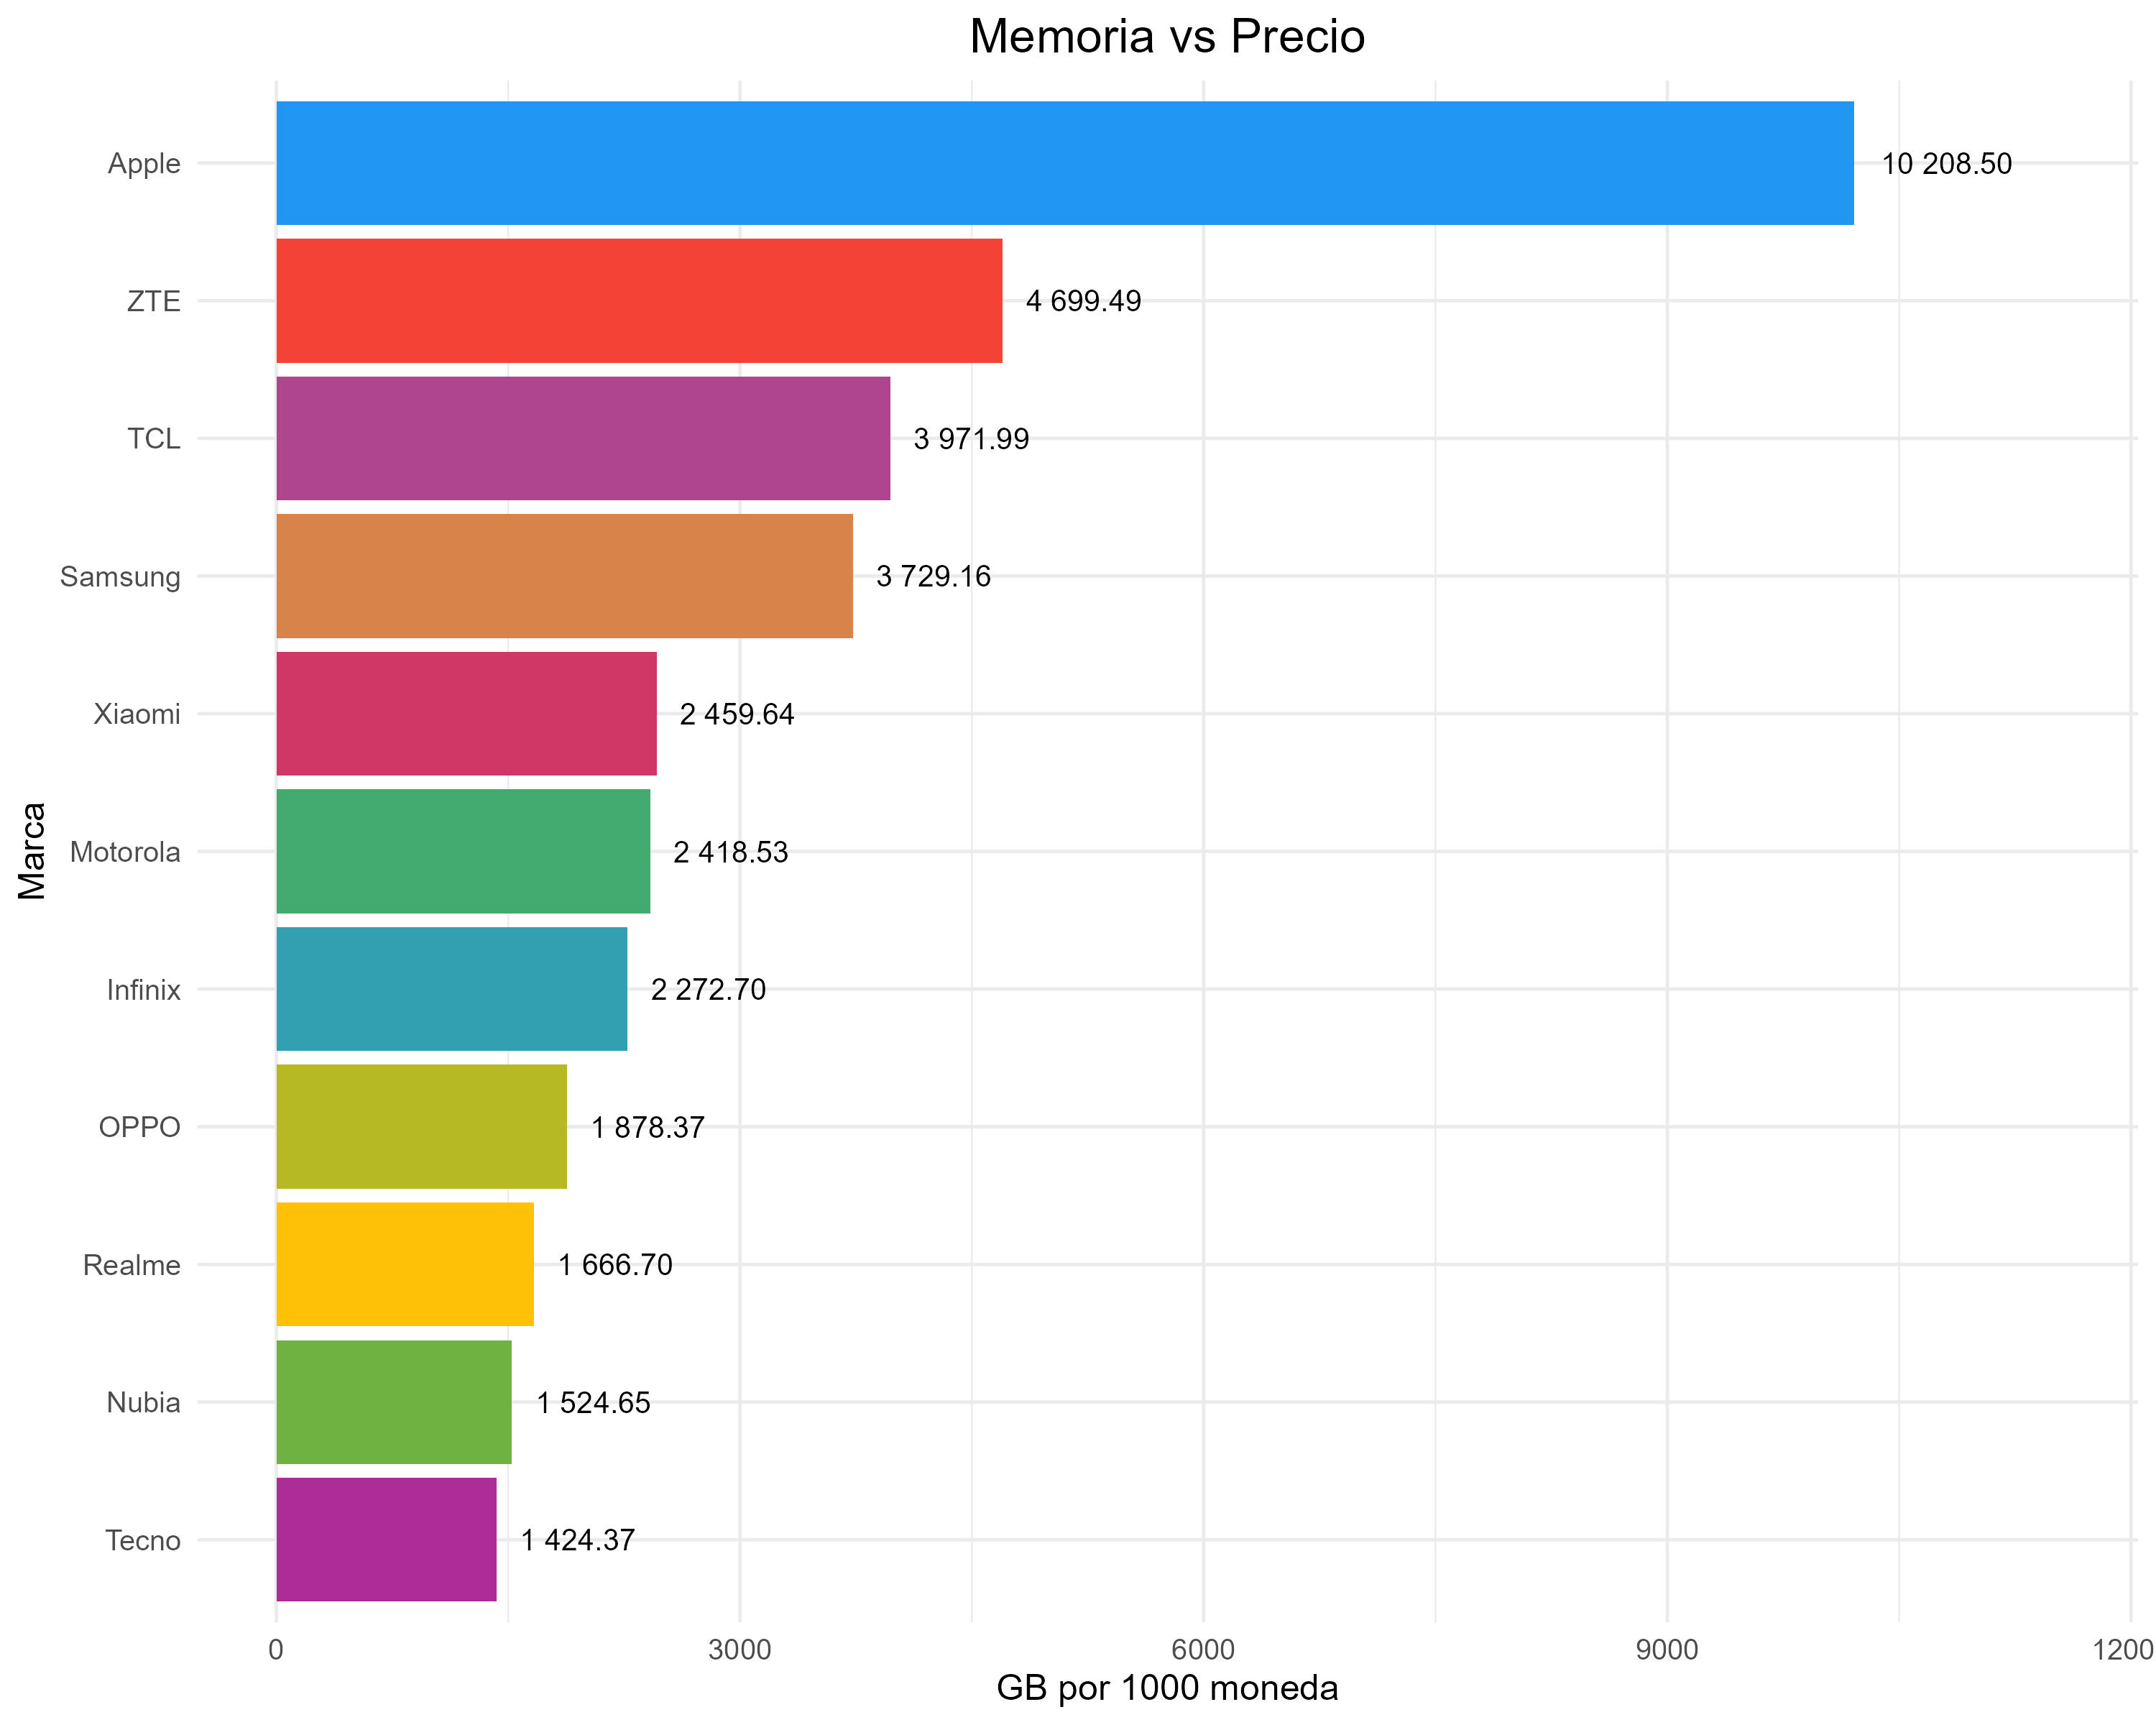 Memoria vs Precio
Apple 10 208.50
ZTE 4 699.49
TCL 3 971.99
Samsung 3 729.16
Xiaomi 2 459.64
Marca
Motorola 2 418.53
Infinix 2 272.70
OPPO 1 878.37
Realme 1 666.70
Nubia 1 524.65
Tecno 1 424.37
0 3000 6000 9000 1200
GB por 1000 moneda